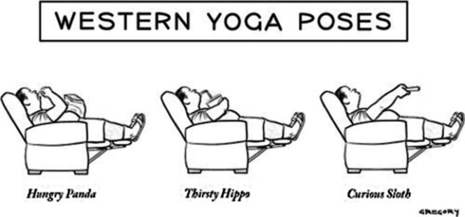 WESTERN YOGA POSES
Hungry Panda
Thirsty Hippo
Curious Sloth
GREGORY